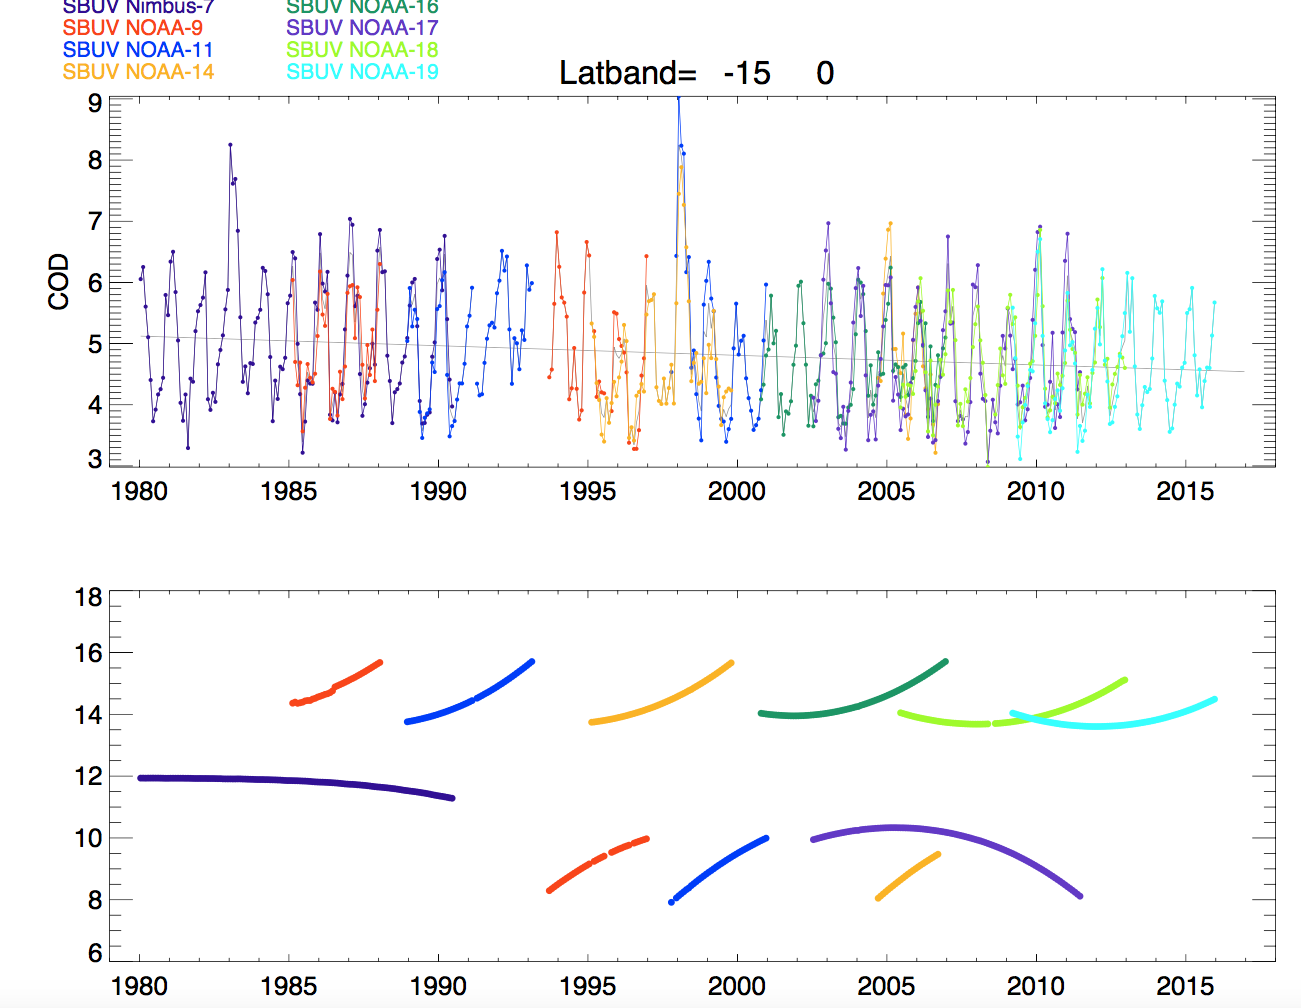 SBUV Nimbus-7 SBUV NOAA-16
SBUV NOAA-9 SBUV NOAA-17
SBUV NOAA-11 SBUV NOAA-18
SBUV NOAA-14 SBUV NOAA-19
Latband= -15 0
9
8
7
6
5
4
3
COD
1980 1985 1990 1995 2000 2005 2010 2015
18
16
14
12
10
8
6
1980 1985 1990 1995 2000 2005 2010 2015